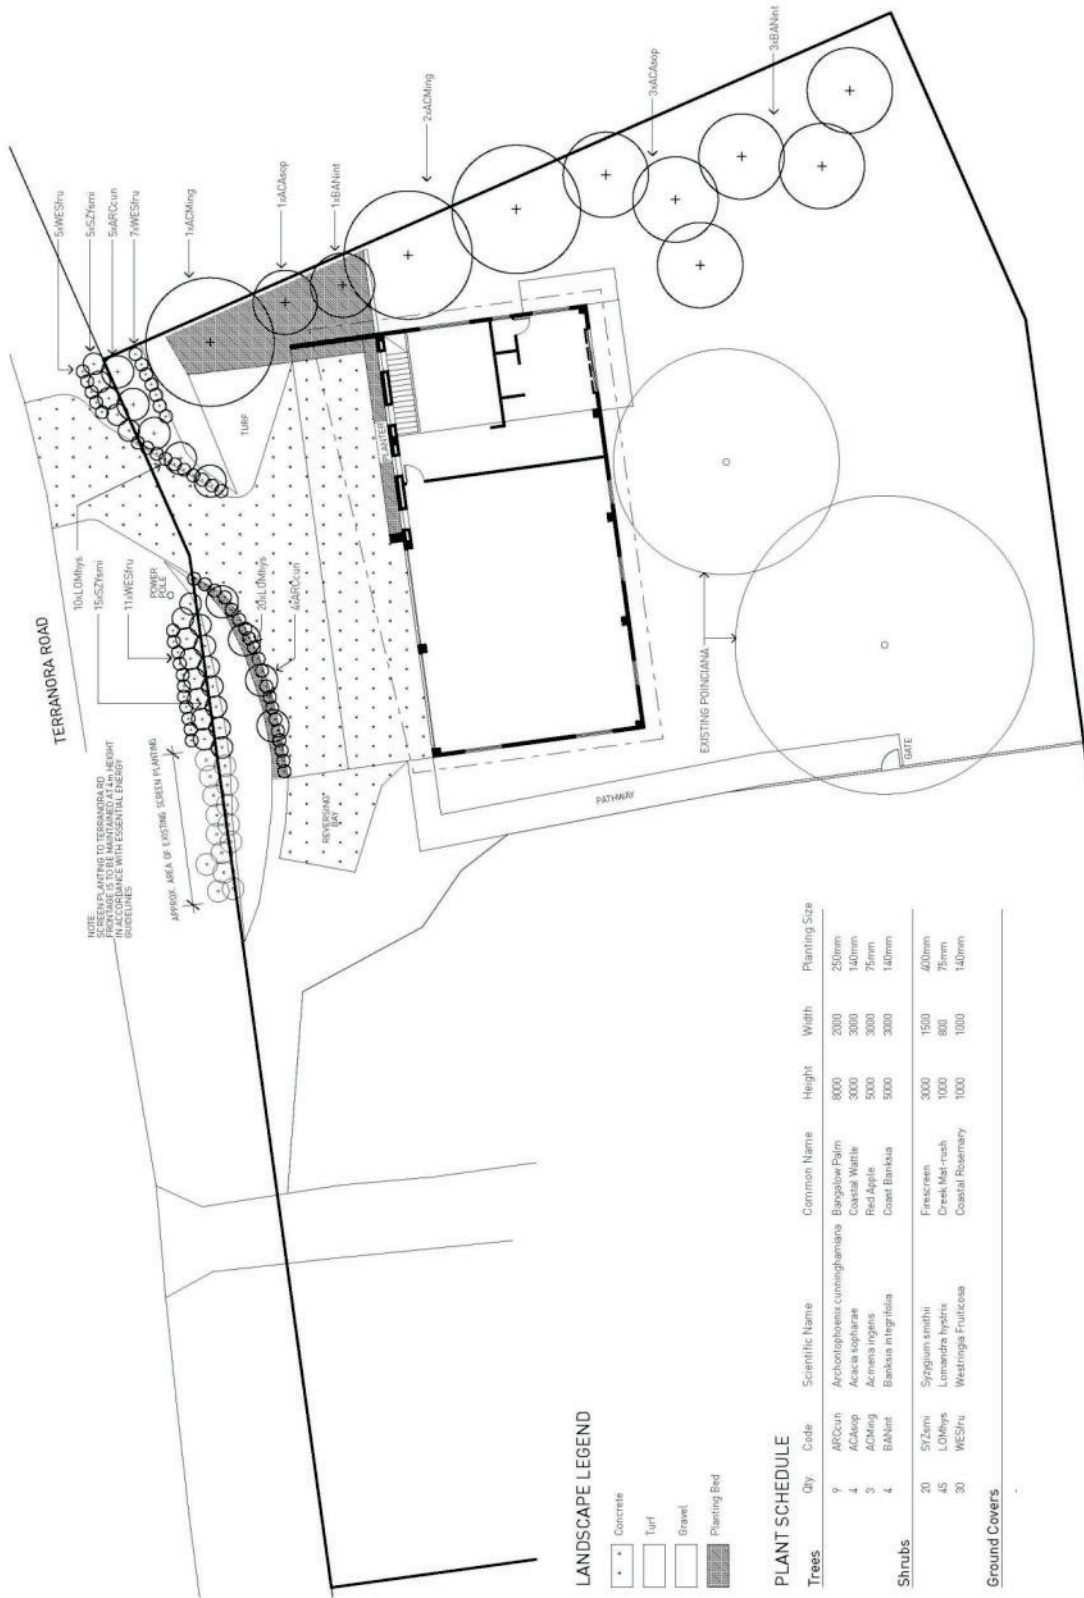 TERRANORA ROAD
NOTE
SCREEN PLANTING TO TERRANORA RD
FRONTAGE IS TO BE MAINTAINED AT 4m HEIGHT
IN ACCORDANCE WITH ESSENTIAL ENERGY
GUIDELINES
APPROX. AREA OF EXISTING SCREEN PLANTING
POWER
POLE
10xLOMhys
15xSZYsmi
11xWESfru
20xLOMhys
4xARCcun
5xWESfru
5xSZYsmi
5xARCcun
7xWESfru
1xACMing
1xACAsop
1xBANint
2xACMing
3xACAsop
3xBANint
TURF
PLANTER
REVERSING
BAY
PATHWAY
GATE
EXISTING POINCIANA
LANDSCAPE LEGEND
Concrete
Turf
Gravel
Planting Bed
PLANT SCHEDULE
Qty Code Scientific Name Common Name Height Width Planting Size
Trees
9 ARCcun Archontophoenix cunninghamiana Bangalow Palm 8000 2000 250mm
4 ACAsop Acacia sopharae Coastal Wattle 3000 3000 140mm
3 ACMing Acmena ingens Red Apple 5000 3000 75mm
4 BANint Banksia integrifolia Coast Banksia 5000 3000 140mm
Shrubs
20 SYZsmi Syzygium smithii Firescreen 3000 1500 400mm
45 LOMhys Lomandra hystrix Creek Mat-rush 1000 800 75mm
30 WESfru Westringia Fruiticosa Coastal Rosemary 1000 1000 140mm
Ground Covers
-